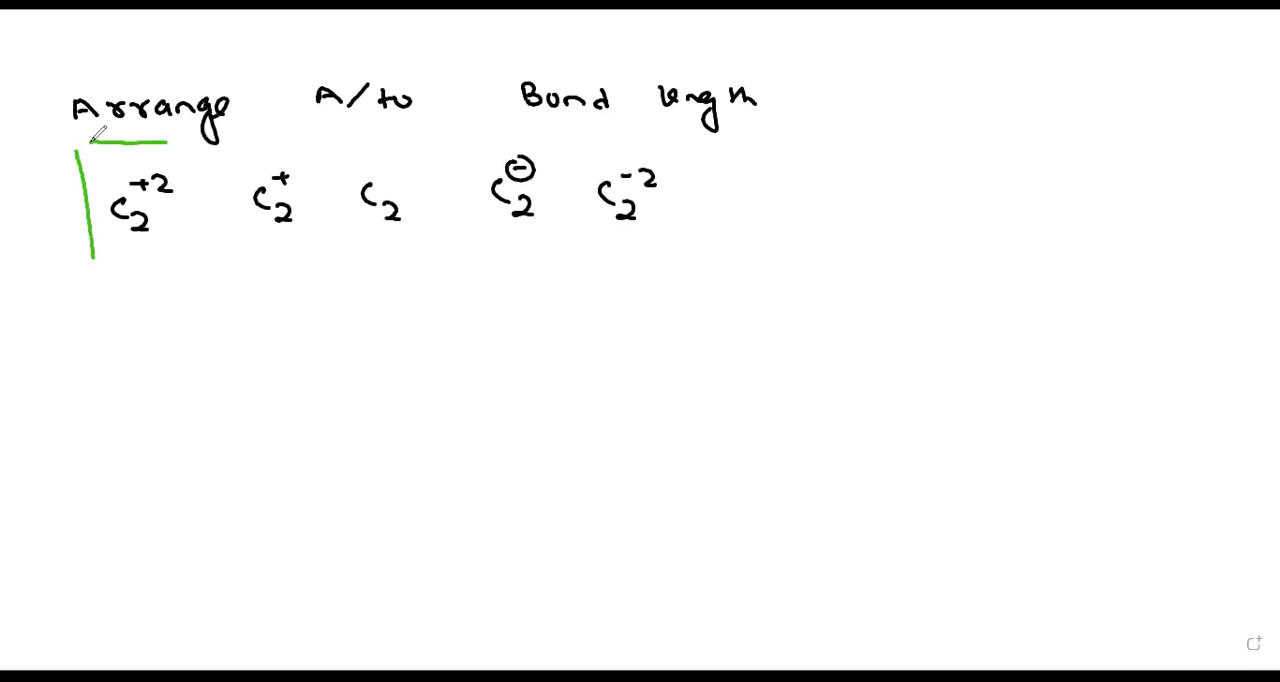 Arrange A/to Bond length
C₂⁺² C₂⁺ C₂ C₂⊖ C₂⁻²
C⁺